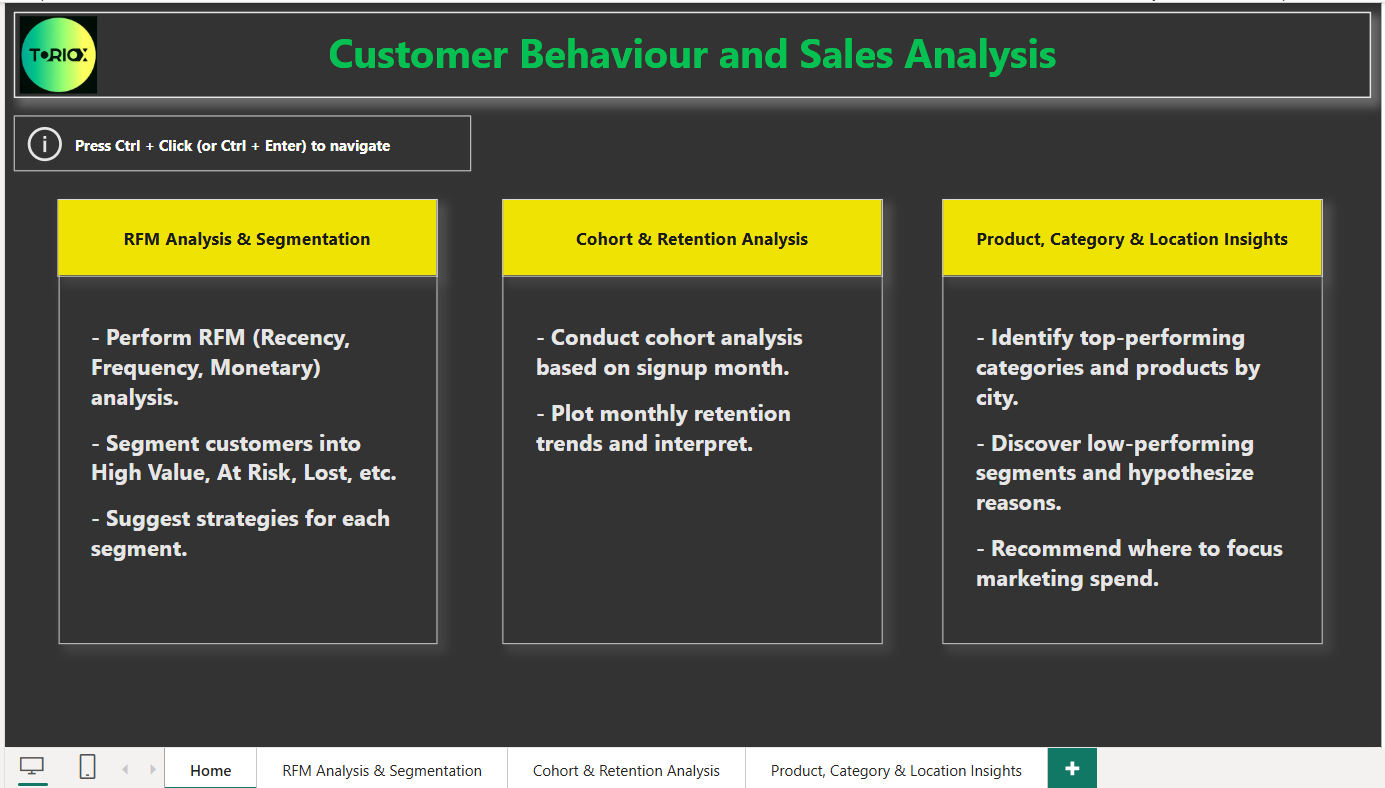 TORIOX
Customer Behaviour and Sales Analysis
i
Press Ctrl + Click (or Ctrl + Enter) to navigate
RFM Analysis & Segmentation
- Perform RFM (Recency,
Frequency, Monetary)
analysis.
- Segment customers into
High Value, At Risk, Lost, etc.
- Suggest strategies for each
segment.
Cohort & Retention Analysis
- Conduct cohort analysis
based on signup month.
- Plot monthly retention
trends and interpret.
Product, Category & Location Insights
- Identify top-performing
categories and products by
city.
- Discover low-performing
segments and hypothesize
reasons.
- Recommend where to focus
marketing spend.
Home
RFM Analysis & Segmentation
Cohort & Retention Analysis
Product, Category & Location Insights